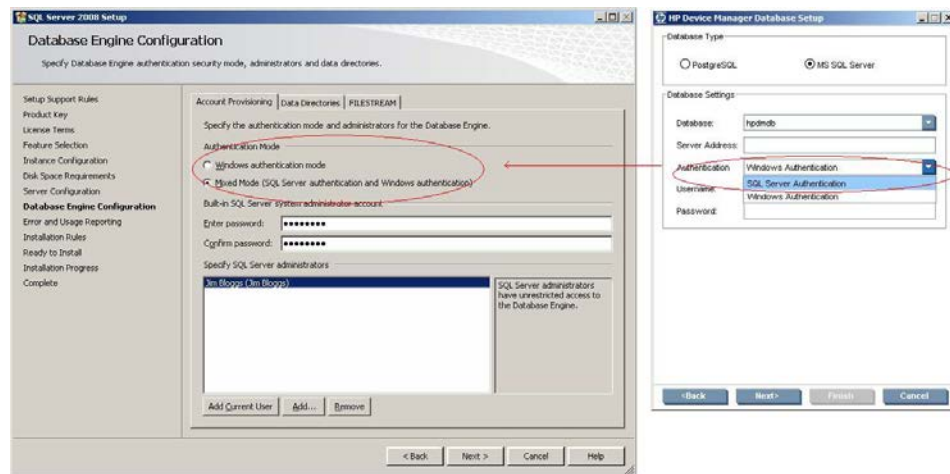 SQL Server 2008 Setup
Database Engine Configuration
Specify Database Engine authentication security mode, administrators and data directories.
Setup Support Rules
Product Key
License Terms
Feature Selection
Instance Configuration
Disk Space Requirements
Server Configuration
Database Engine Configuration
Error and Usage Reporting
Installation Rules
Ready to Install
Installation Progress
Complete
Account Provisioning Data Directories FILESTREAM
Specify the authentication mode and administrators for the Database Engine.
Authentication Mode
Windows authentication mode
Mixed Mode (SQL Server authentication and Windows authentication)
Built-in SQL Server system administrator account
Enter password: ••••••••
Confirm password: ••••••••
Specify SQL Server administrators
Jim Bloggs (Jim Bloggs)
SQL Server administrators
have unrestricted access to
the Database Engine.
Add Current User Add... Remove
< Back Next > Cancel Help
HP Device Manager Database Setup
Database Type
PostgreSQL MS SQL Server
Database Settings
Database: hpdmdb
Server Address:
Authentication Windows Authentication
SQL Server Authentication
Username:
Windows Authentication
Password:
<Back Next> Finish Cancel